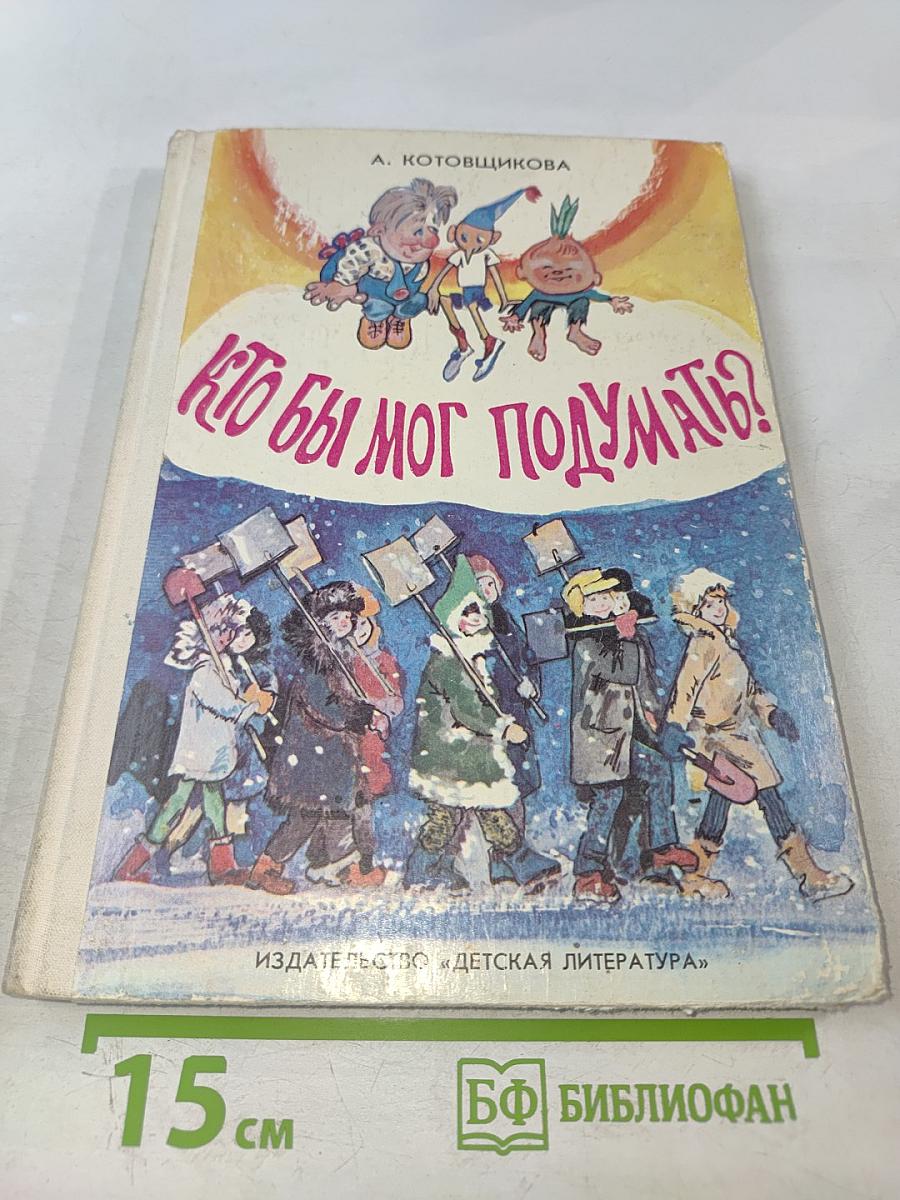 А. КОТОВЩИКОВА
КТО БЫ МОГ ПОДУМАТЬ?
ИЗДАТЕЛЬСТВО «ДЕТСКАЯ ЛИТЕРАТУРА»
15 см
БФ БИБЛИОФАН